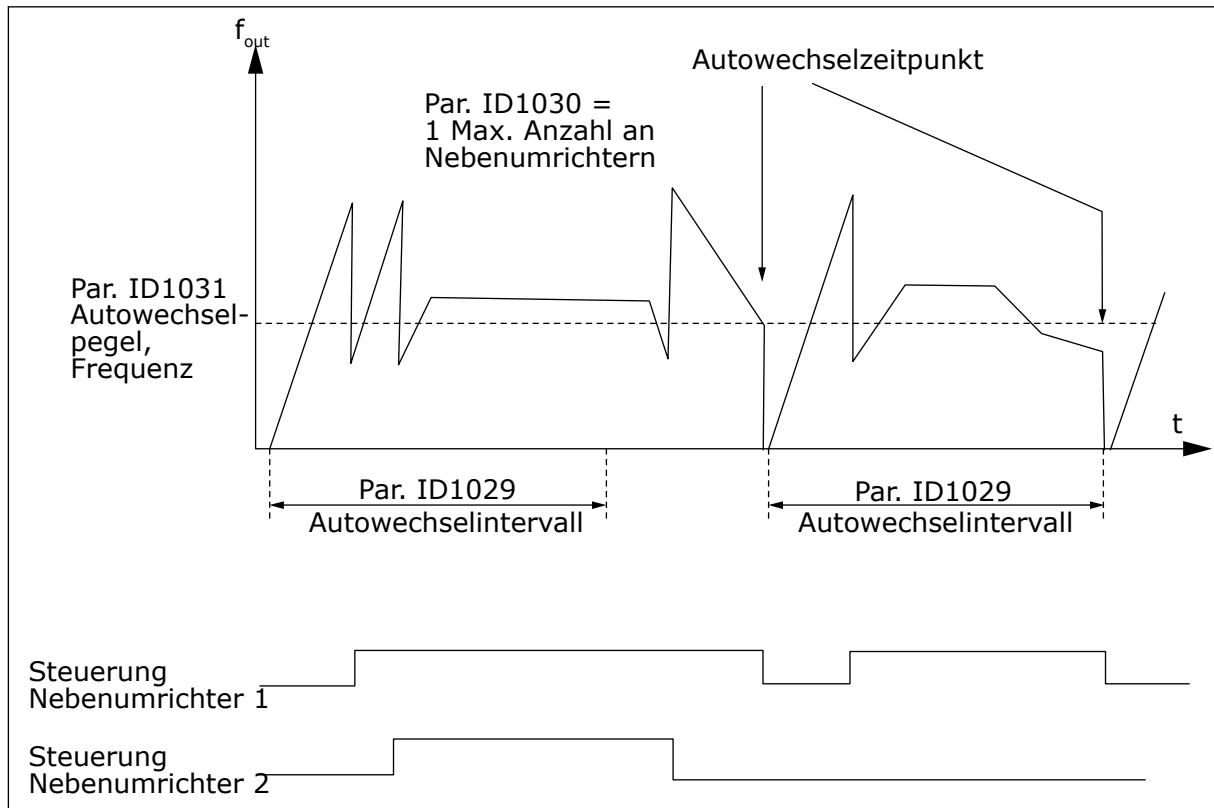 f_out
Autowechselzeitpunkt
Par. ID1030 =
1 Max. Anzahl an
Nebenumrichtern
Par. ID1031
Autowechsel-
pegel,
Frequenz
t
Par. ID1029
Autowechselintervall
Par. ID1029
Autowechselintervall
Steuerung
Nebenumrichter 1
Steuerung
Nebenumrichter 2